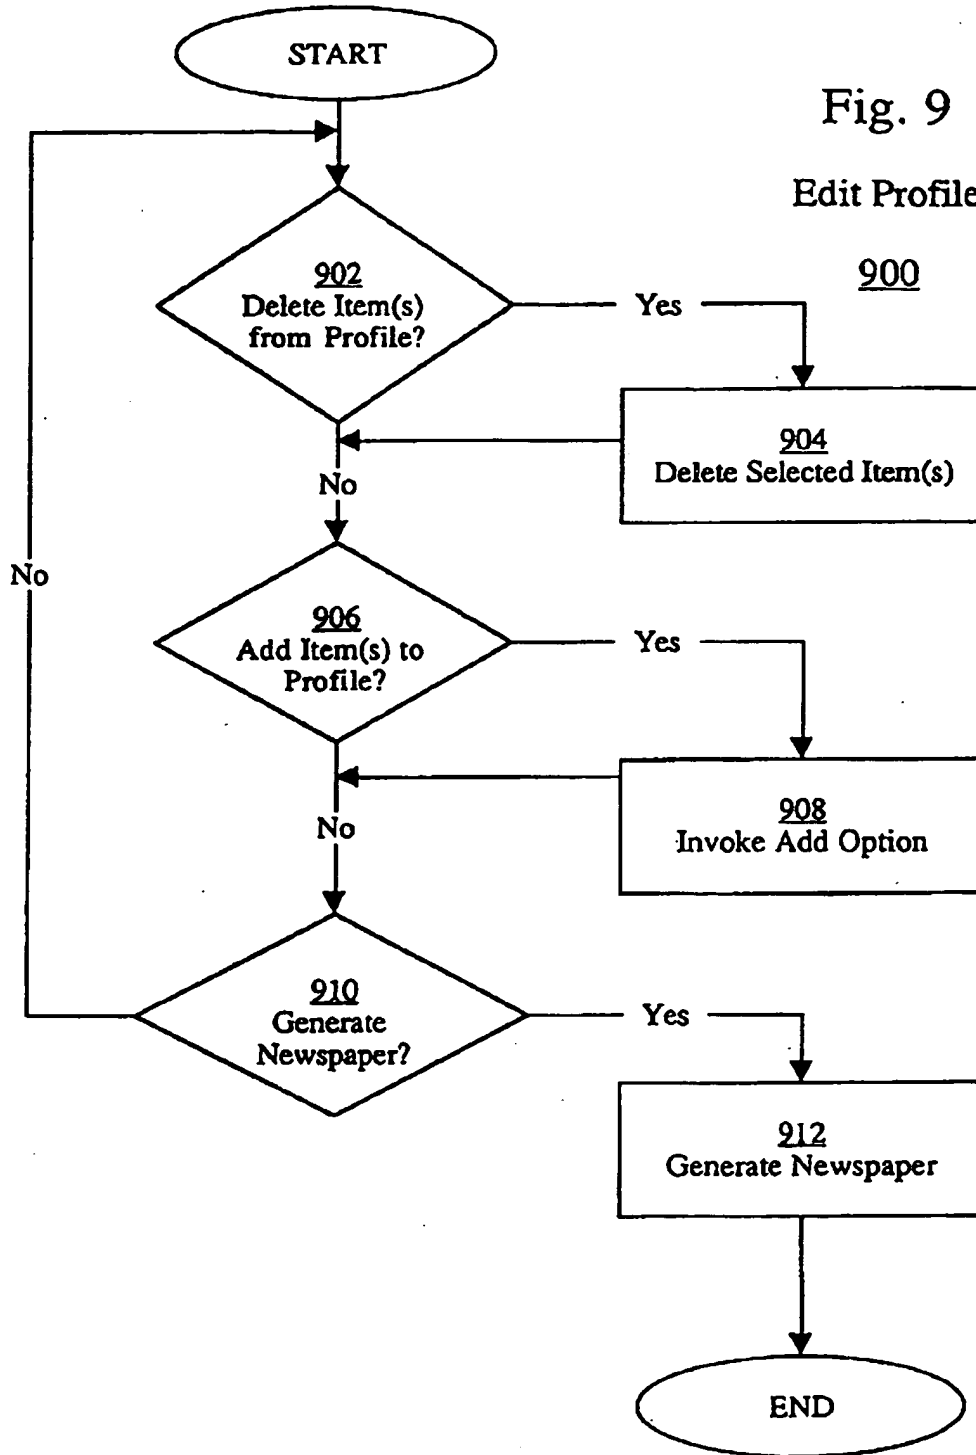 START
Fig. 9
Edit Profile
900
902
Delete Item(s)
from Profile?
Yes
904
Delete Selected Item(s)
No
No
906
Add Item(s) to
Profile?
Yes
908
Invoke Add Option
No
910
Generate
Newspaper?
Yes
912
Generate Newspaper
END